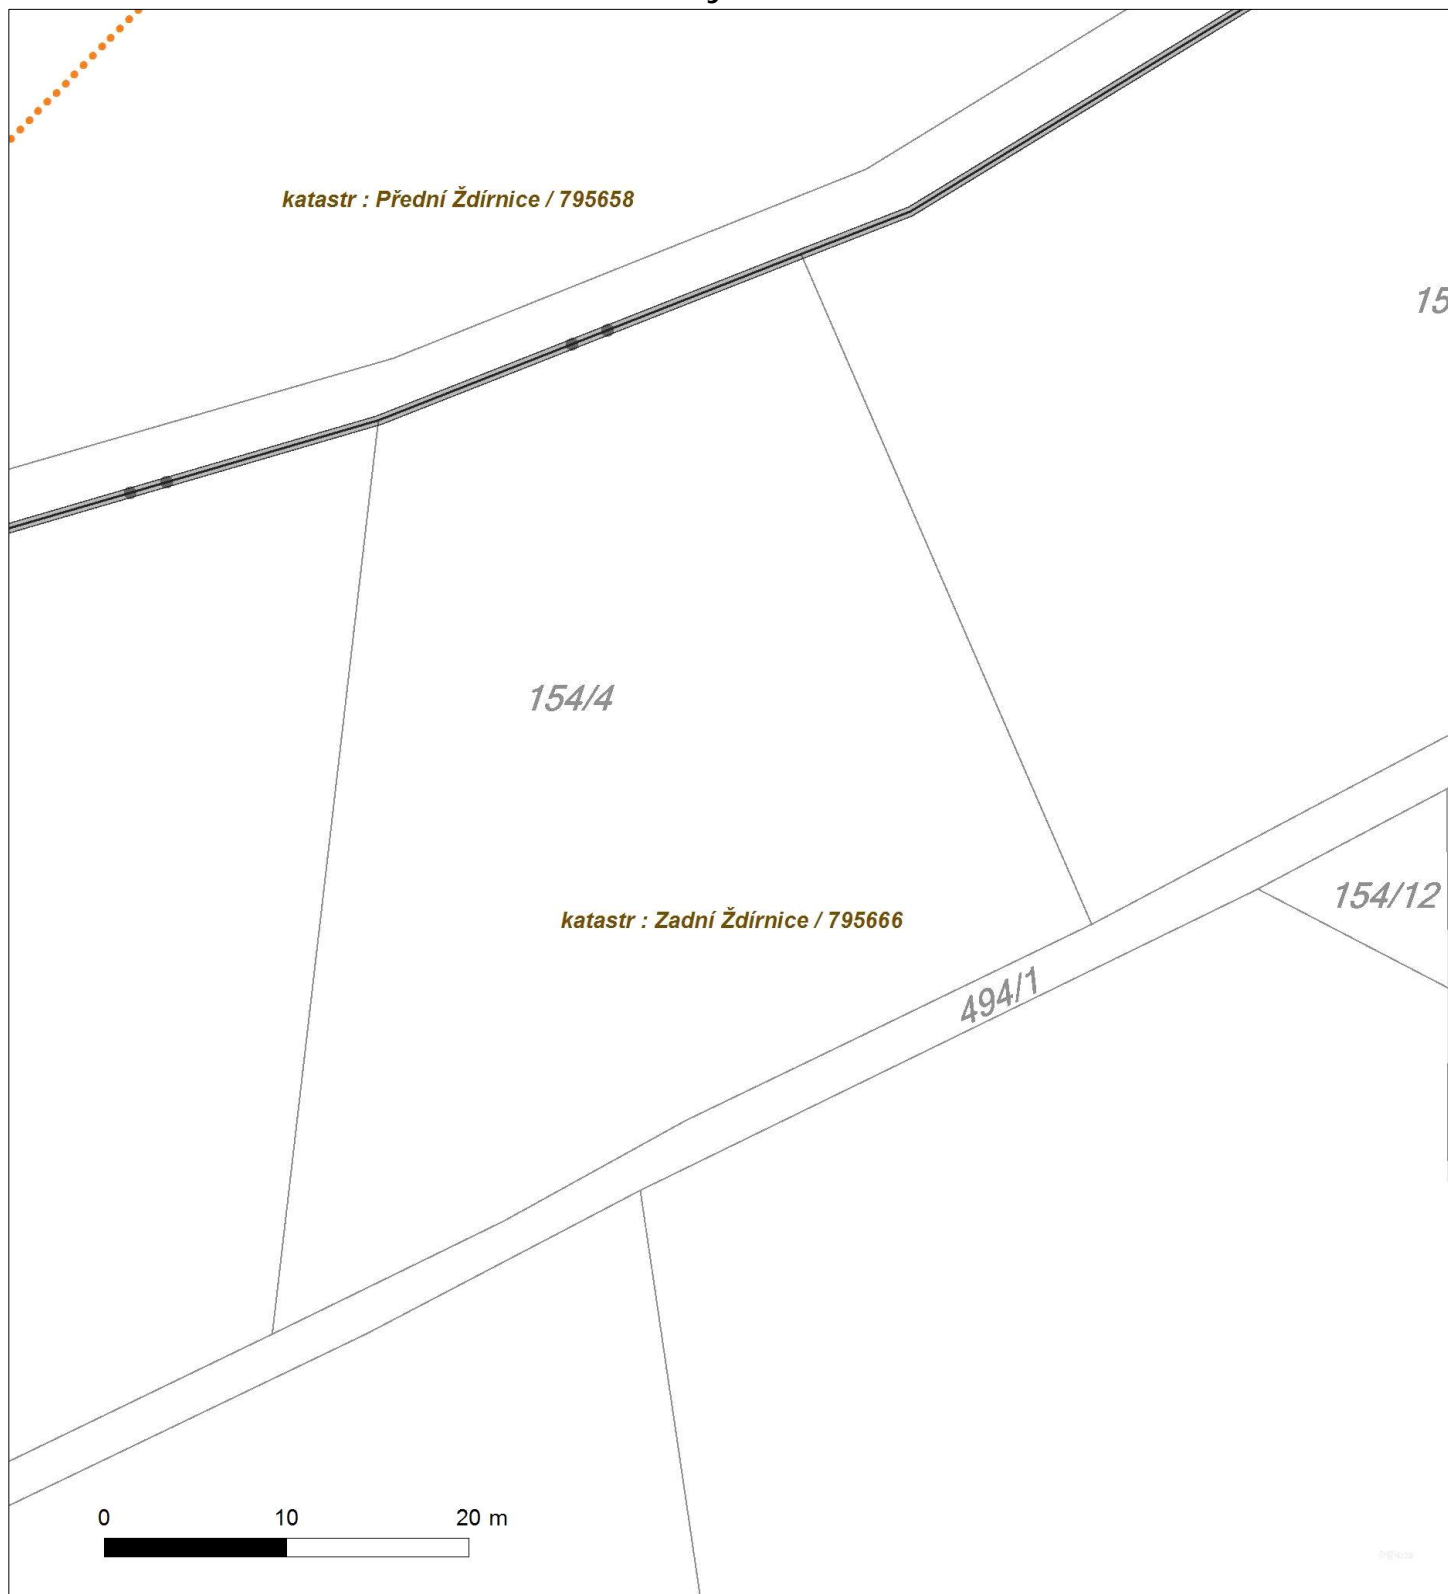 katastr : Přední Ždírnice / 795658
15
154/4
154/12
katastr : Zadní Ždírnice / 795666
494/1
0 10 20 m